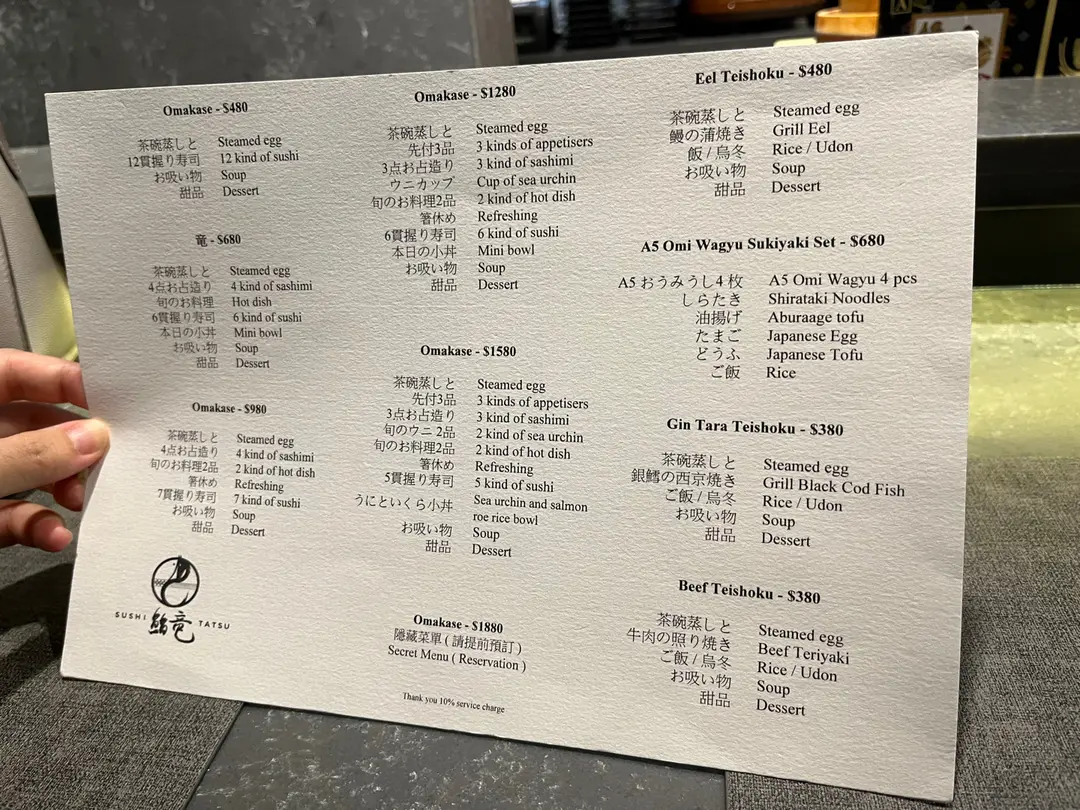 Omakase - $480
茶碗蒸しと Steamed egg
12貫握り寿司 12 kind of sushi
お吸い物 Soup
甜品 Dessert
竜 - $680
茶碗蒸しと Steamed egg
4点お占造り 4 kind of sashimi
旬のお料理 Hot dish
6貫握り寿司 6 kind of sushi
本日の小丼 Mini bowl
お吸い物 Soup
甜品 Dessert
Omakase - $980
茶碗蒸しと Steamed egg
4点お占造り 4 kind of sashimi
旬のお料理2品 2 kind of hot dish
箸休め Refreshing
7貫握り寿司 7 kind of sushi
お吸い物 Soup
甜品 Dessert
SUSHI 鮨竜 TATSU
Omakase - $1280
茶碗蒸しと Steamed egg
先付3品 3 kinds of appetisers
3点お占造り 3 kind of sashimi
ウニカップ Cup of sea urchin
旬のお料理2品 2 kind of hot dish
箸休め Refreshing
6貫握り寿司 6 kind of sushi
本日の小丼 Mini bowl
お吸い物 Soup
甜品 Dessert
Omakase - $1580
茶碗蒸しと Steamed egg
先付3品 3 kinds of appetisers
3点お占造り 3 kind of sashimi
旬のウニ 2品 2 kind of sea urchin
旬のお料理2品 2 kind of hot dish
箸休め Refreshing
5貫握り寿司 5 kind of sushi
うにといくら小丼 Sea urchin and salmon
roe rice bowl
お吸い物 Soup
甜品 Dessert
Omakase - $1880
隱藏菜單 ( 請提前預訂 )
Secret Menu ( Reservation )
Thank you 10% service charge
Eel Teishoku - $480
茶碗蒸しと Steamed egg
鰻の蒲焼き Grill Eel
飯 / 烏冬 Rice / Udon
お吸い物 Soup
甜品 Dessert
A5 Omi Wagyu Sukiyaki Set - $680
A5 おうみうし4 枚 A5 Omi Wagyu 4 pcs
しらたき Shirataki Noodles
油揚げ Aburaage tofu
たまご Japanese Egg
どうふ Japanese Tofu
ご飯 Rice
Gin Tara Teishoku - $380
茶碗蒸しと Steamed egg
銀鱈の西京焼き Grill Black Cod Fish
ご飯 / 烏冬 Rice / Udon
お吸い物 Soup
甜品 Dessert
Beef Teishoku - $380
茶碗蒸しと Steamed egg
牛肉の照り焼き Beef Teriyaki
ご飯 / 烏冬 Rice / Udon
お吸い物 Soup
甜品 Dessert